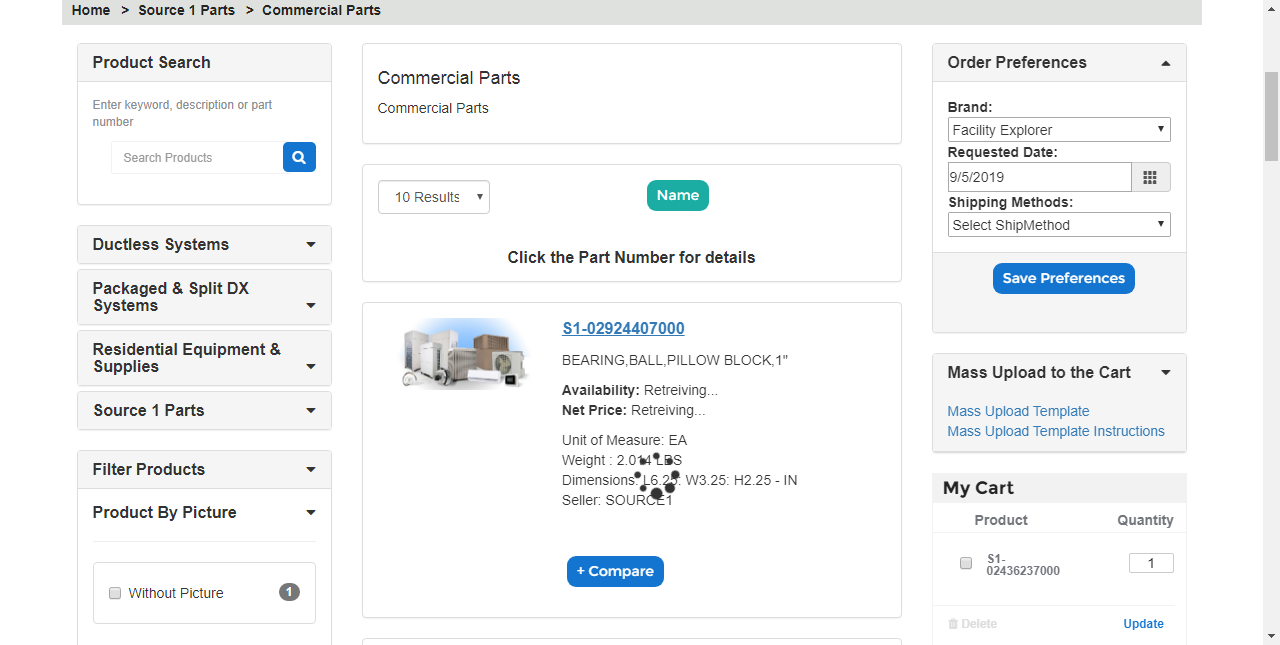 Home > Source 1 Parts > Commercial Parts
Product Search
Enter keyword, description or part
number
Search Products
Ductless Systems
Packaged & Split DX
Systems
Residential Equipment &
Supplies
Source 1 Parts
Filter Products
Product By Picture
Without Picture 1
Commercial Parts
Commercial Parts
10 Results
Name
Click the Part Number for details
S1-02924407000
BEARING,BALL,PILLOW BLOCK,1"
Availability: Retreiving...
Net Price: Retreiving...
Unit of Measure: EA
Weight : 2.014 LBS
Dimensions: L6.25: W3.25: H2.25 - IN
Seller: SOURCE1
+ Compare
Order Preferences
Brand:
Facility Explorer
Requested Date:
9/5/2019
Shipping Methods:
Select ShipMethod
Save Preferences
Mass Upload to the Cart
Mass Upload Template
Mass Upload Template Instructions
My Cart
Product Quantity
S1-
02436237000
1
Delete Update